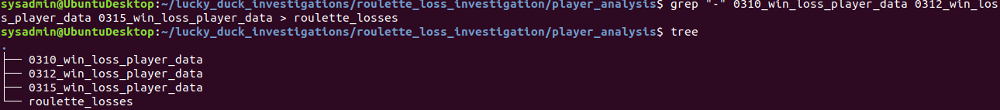 sysadmin@UbuntuDesktop:~/lucky_duck_investigations/roulette_loss_investigation/player_analysis$ grep "-" 0310_win_loss_player_data 0312_win_los
s_player_data 0315_win_loss_player_data > roulette_losses
sysadmin@UbuntuDesktop:~/lucky_duck_investigations/roulette_loss_investigation/player_analysis$ tree
.
├── 0310_win_loss_player_data
├── 0312_win_loss_player_data
├── 0315_win_loss_player_data
└── roulette_losses